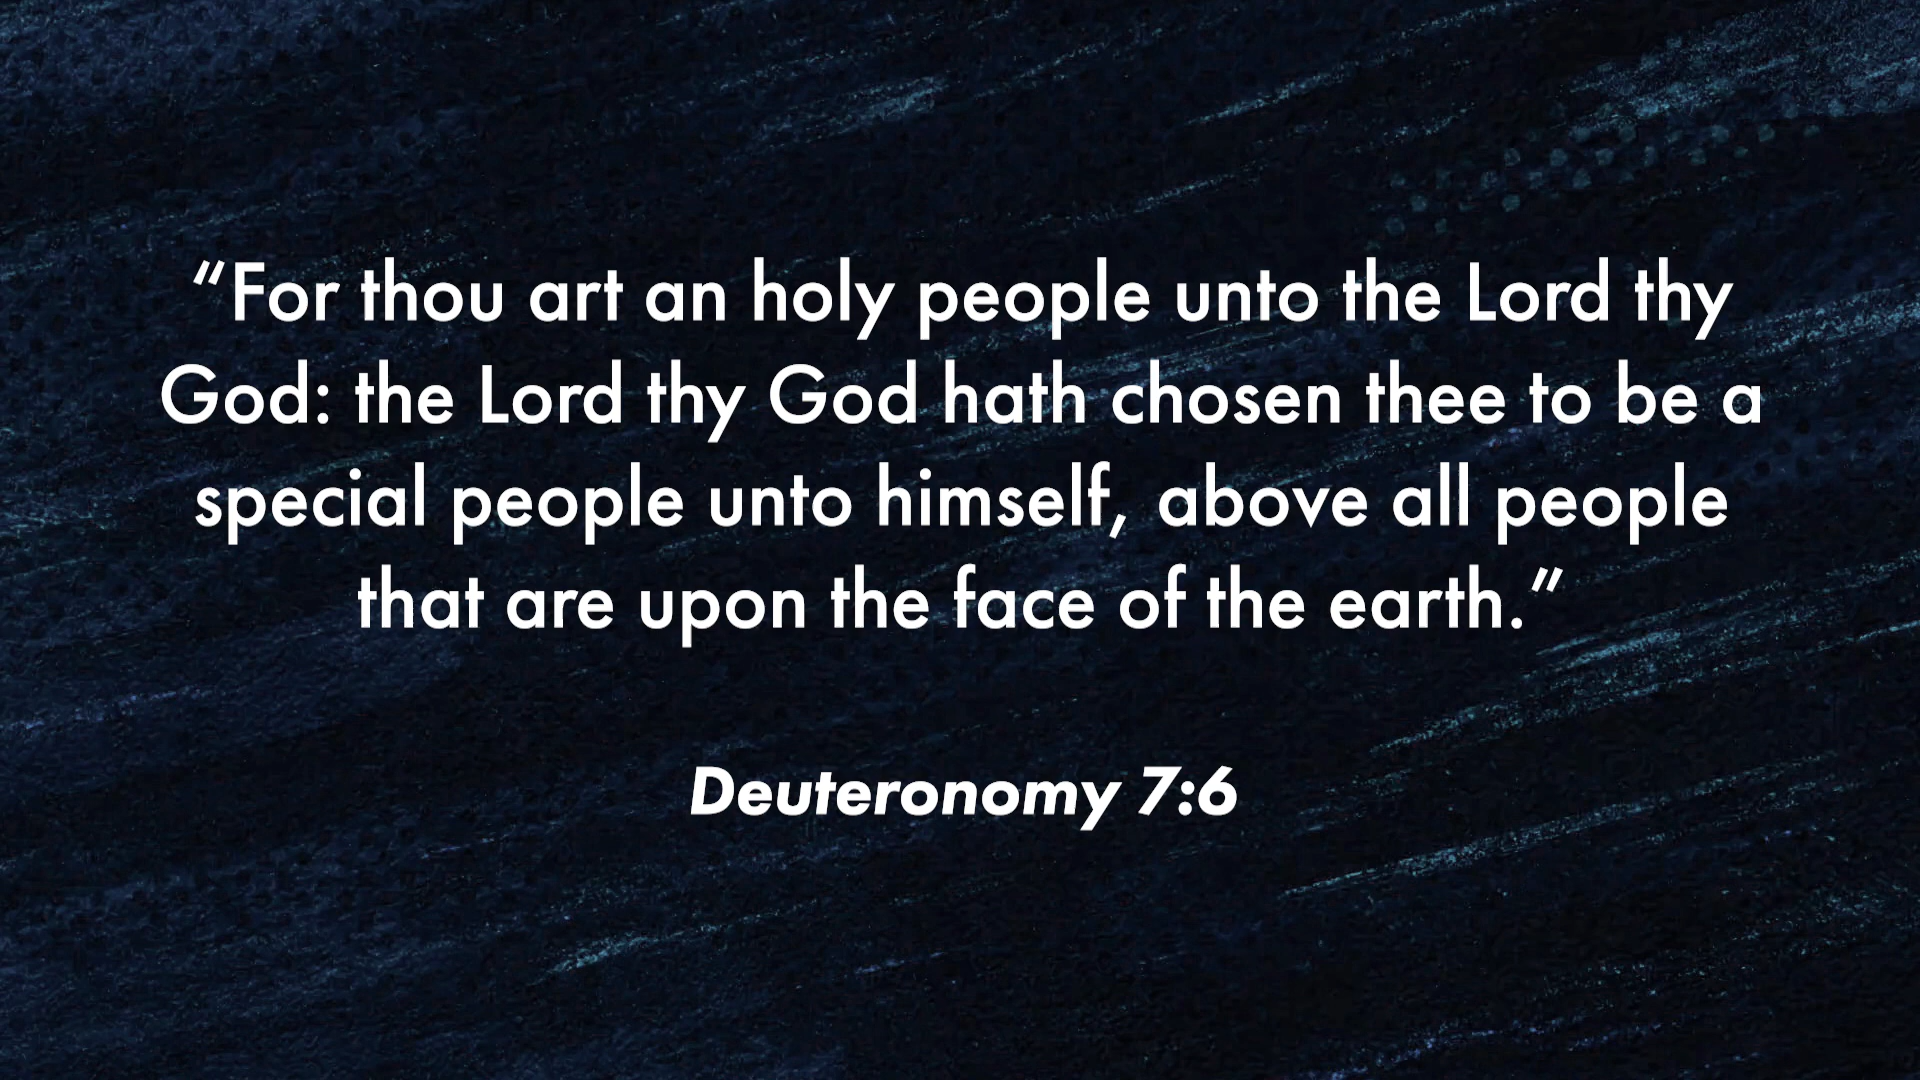 “For thou art an holy people unto the Lord thy
God: the Lord thy God hath chosen thee to be a
special people unto himself, above all people
that are upon the face of the earth.”
Deuteronomy 7:6